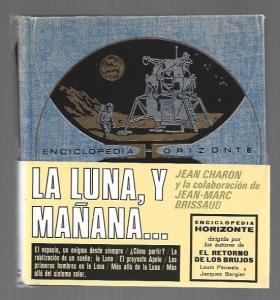 ENCICLOPEDIA HORIZONTE
LA LUNA, Y
MAÑANA...
JEAN CHARON
y la colaboración de
JEAN-MARC
BRISSAUD
El espacio, un enigma desde siempre / ¿Cómo partir? / La
realización de un sueño: la Luna / El proyecto Apolo / Los
primeros hombres en la Luna / Más allá de la Luna / Más
allá del sistema solar.
ENCICLOPEDIA
HORIZONTE
dirigida por
los autores de
EL RETORNO
DE LOS BRUJOS
Louis Pauwels y
Jacques Bergier